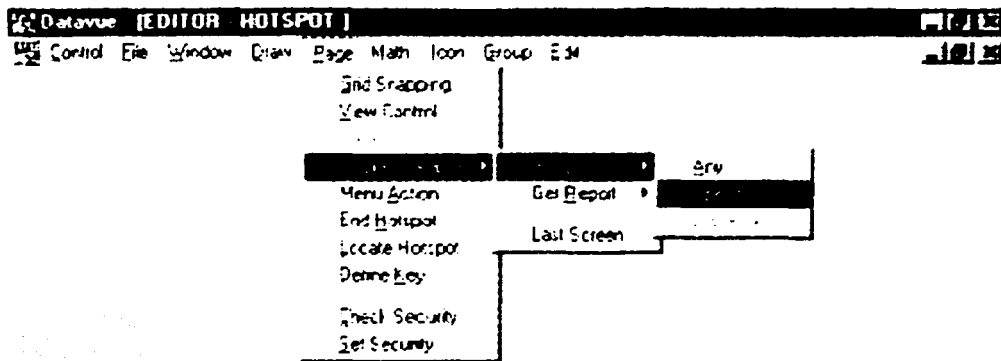 Datavue [EDITOR - HOTSPOT ]
Control File Window Draw Page Math Icon Group Edit
Grid Snapping
View Control
Any
Menu Action
Get Report
End Hotspot
Last Screen
Locate Hotspot
Define Key
Check Security
Set Security